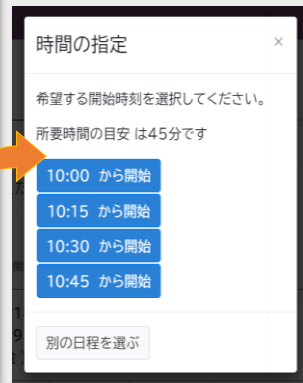 時間の指定
×
希望する開始時刻を選択してください。
所要時間の目安 は45分です
10:00 から開始
10:15 から開始
10:30 から開始
10:45 から開始
別の日程を選ぶ